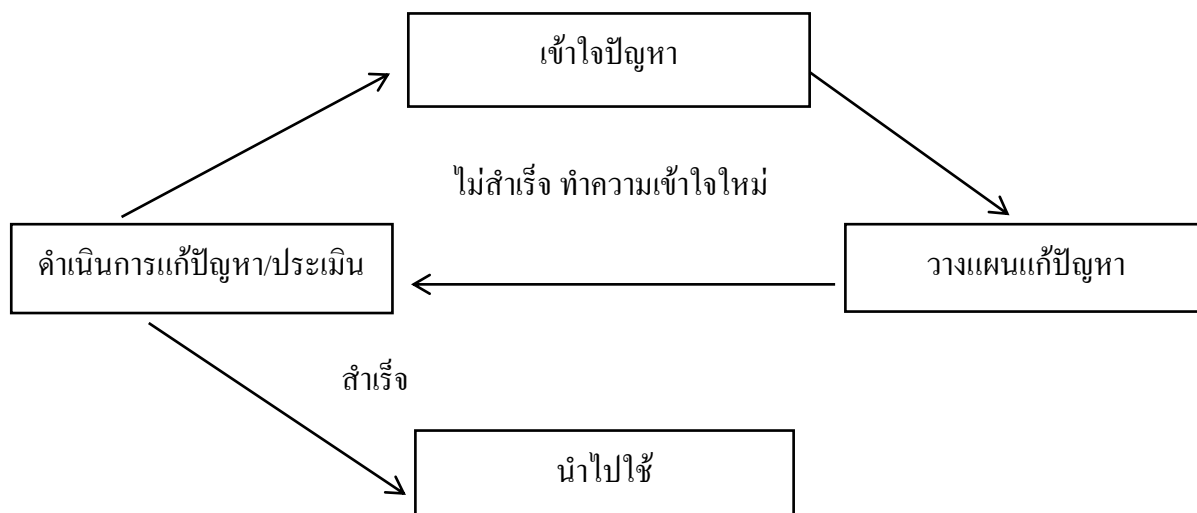 เข้าใจปัญหา
ไม่สำเร็จ ทำความเข้าใจใหม่
ดำเนินการแก้ปัญหา/ประเมิน
วางแผนแก้ปัญหา
สำเร็จ
นำไปใช้